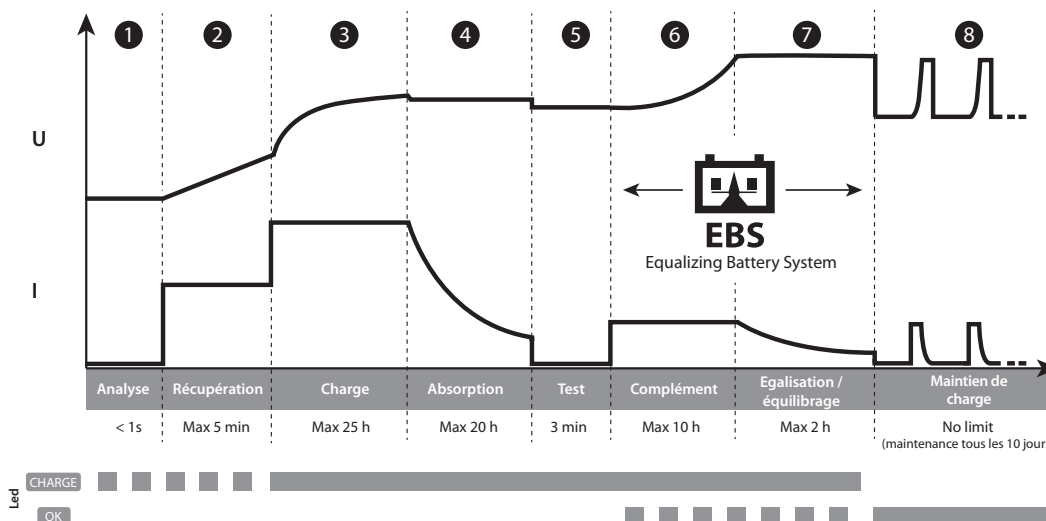 1 2 3 4 5 6 7 8
U
EBS
Equalizing Battery System
I
Analyse Récupération Charge Absorption Test Complément Egalisation / équilibrage Maintien de charge
< 1s Max 5 min Max 25 h Max 20 h 3 min Max 10 h Max 2 h No limit
(maintenance tous les 10 jour
Led
CHARGE
OK